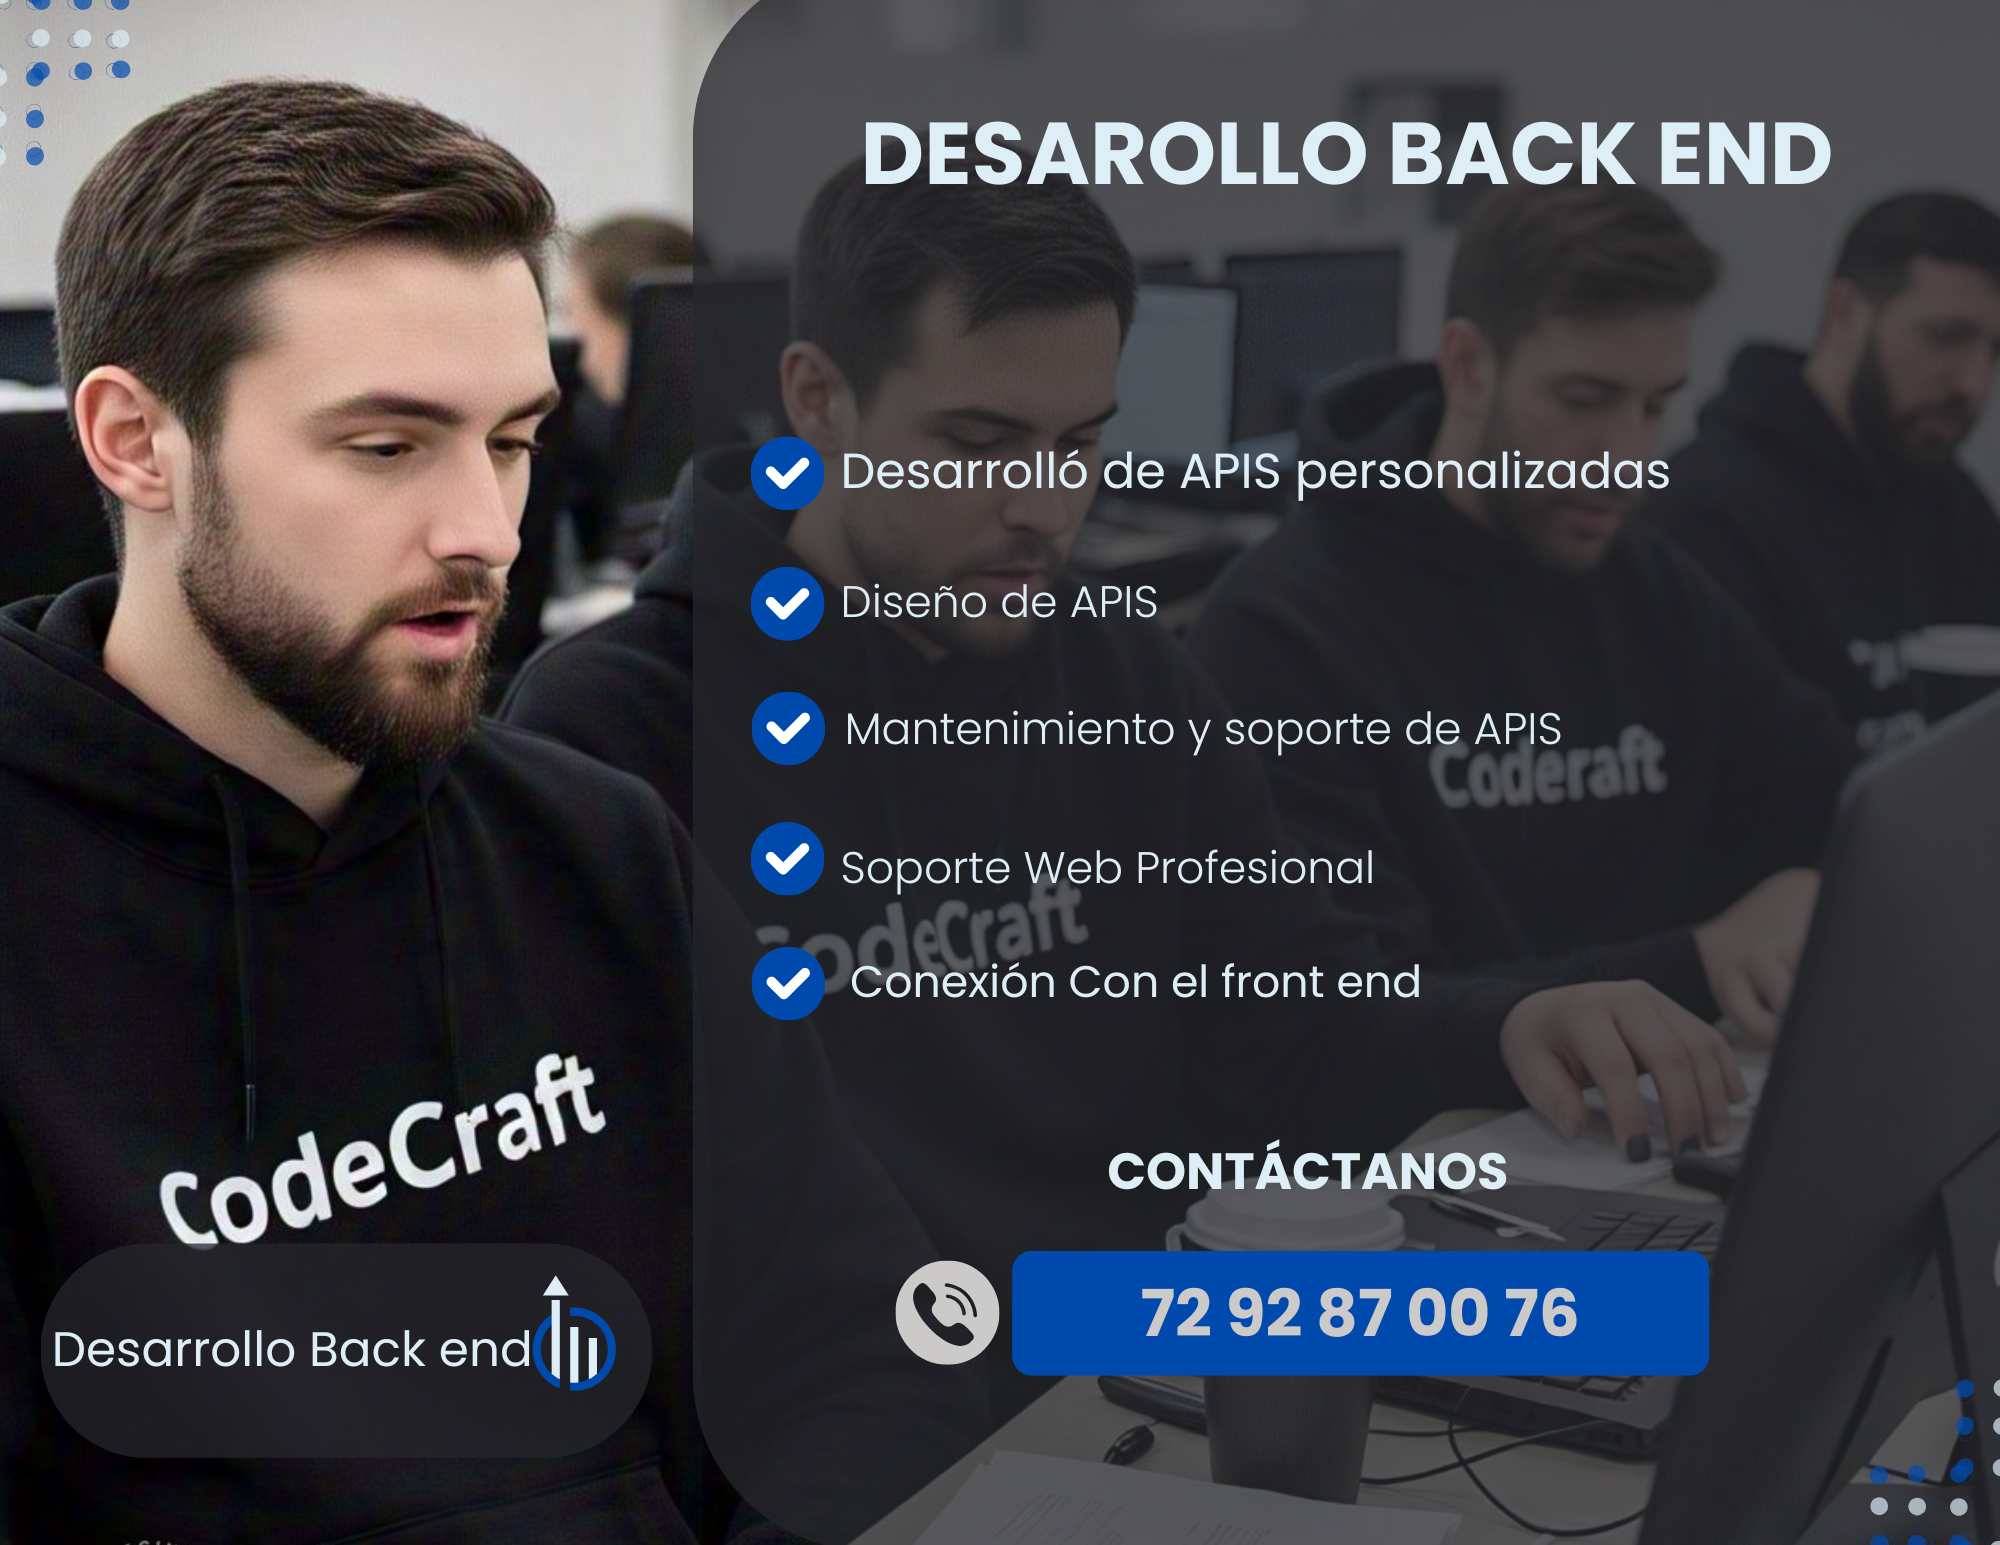 DESAROLLO BACK END
Desarrolló de APIS personalizadas
Diseño de APIS
Mantenimiento y soporte de APIS
Coderaft
Soporte Web Profesional
CodeCraft
Conexión Con el front end
CodeCraft
CONTÁCTANOS
72 92 87 00 76
Desarrollo Back end